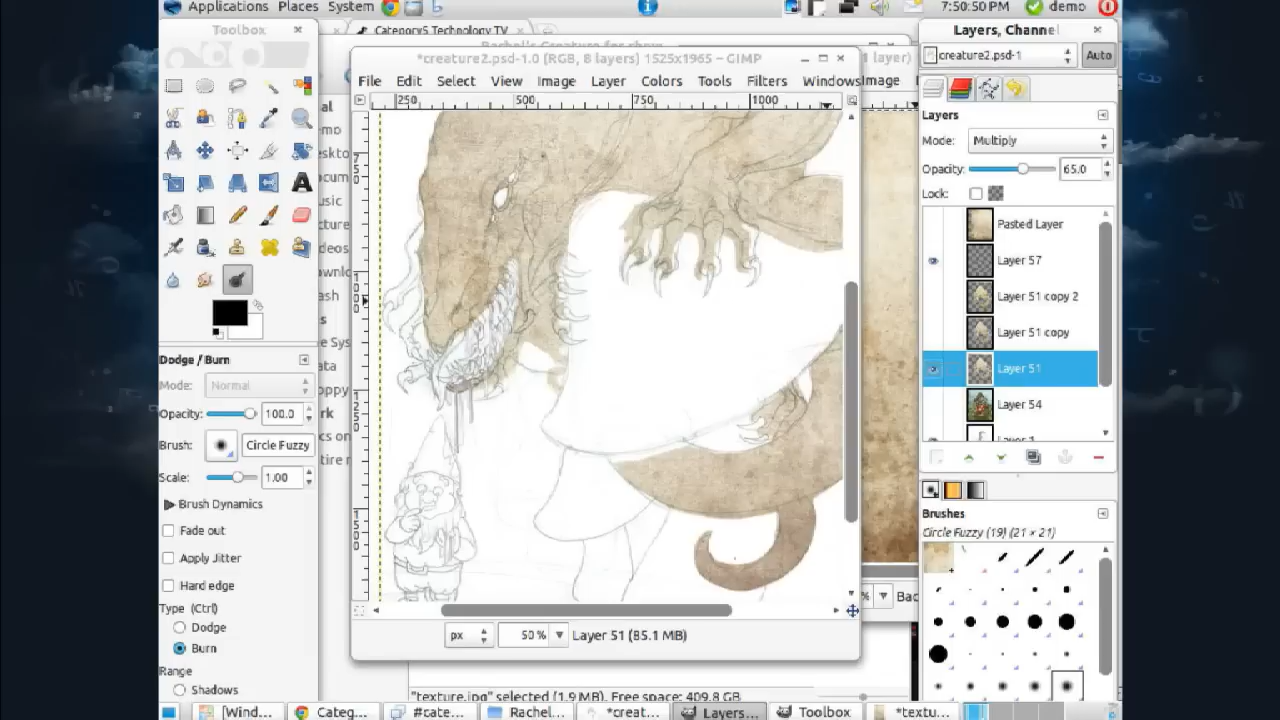 Applications Places System
7:50:50 PM
demo
Toolbox
Category5 Technology TV
Layers, Channel
*creature2.psd-1.0 (RGB, 8 layers) 1525x1965 – GIMP
layer)
creature2.psd-1
Auto
File Edit Select View Image Layer Colors Tools Filters Windows
Image
250 500 750 1000
Layers
Mode: Multiply
Opacity: 65.0
Lock:
Pasted Layer
Layer 57
Layer 51 copy 2
Layer 51 copy
Layer 51
Layer 54
Layer 1
Dodge / Burn
Mode: Normal
Opacity: 100.0
Brush: Circle Fuzzy
Scale: 1.00
Brush Dynamics
Fade out
Apply Jitter
Hard edge
Type (Ctrl)
Dodge
Burn
Range
Shadows
Brushes
Circle Fuzzy (19) (21 × 21)
% Bac
px 50 % Layer 51 (85.1 MB)
"texture.jpg" selected (1.9 MB), Free space: 409.8 GB
[Wind...
Categ...
#cate...
Rachel...
*creat...
Layers...
Toolbox
*textu...